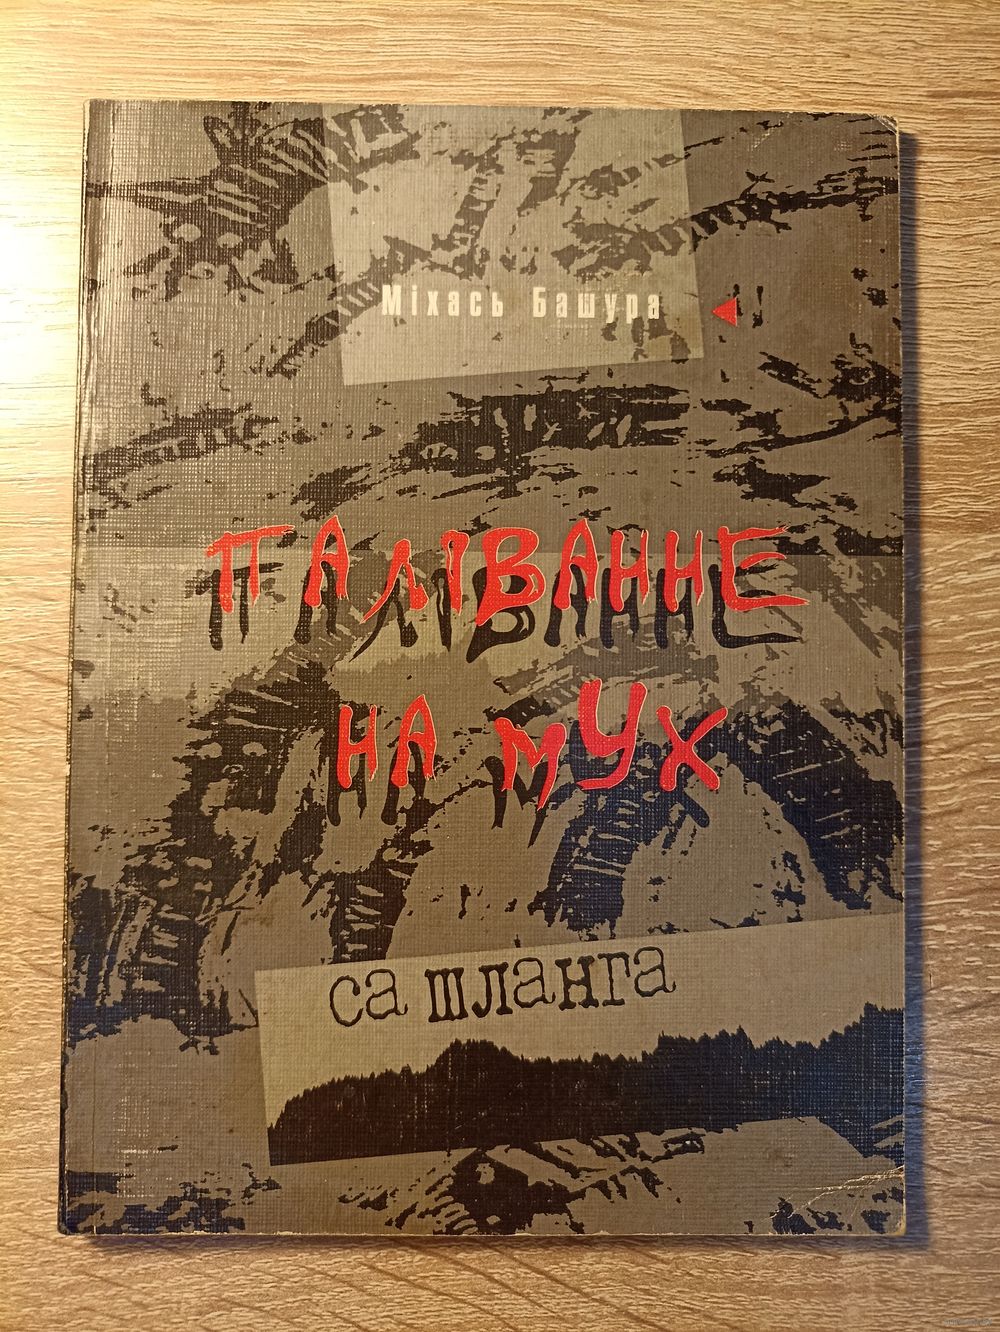 Міхась Башура
ПАЛІВАННЕ
НА МУХ
са шланга